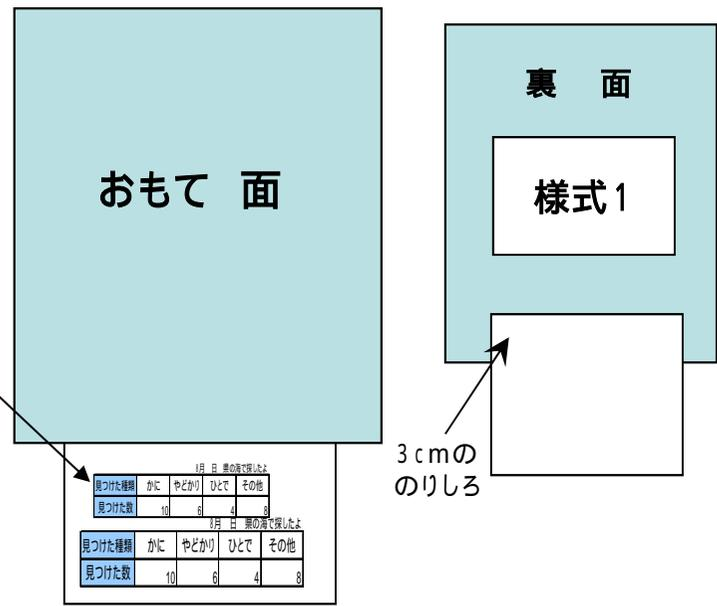 おもて 面
8月 日 県の海で探したよ
見つけた種類 かに やどかり ひとで その他
見つけた数 10 6 4 8
8月 日 県の海で探したよ
見つけた種類 かに やどかり ひとで その他
見つけた数 10 6 4 8
裏 面
様式1
3cmの
のりしろ